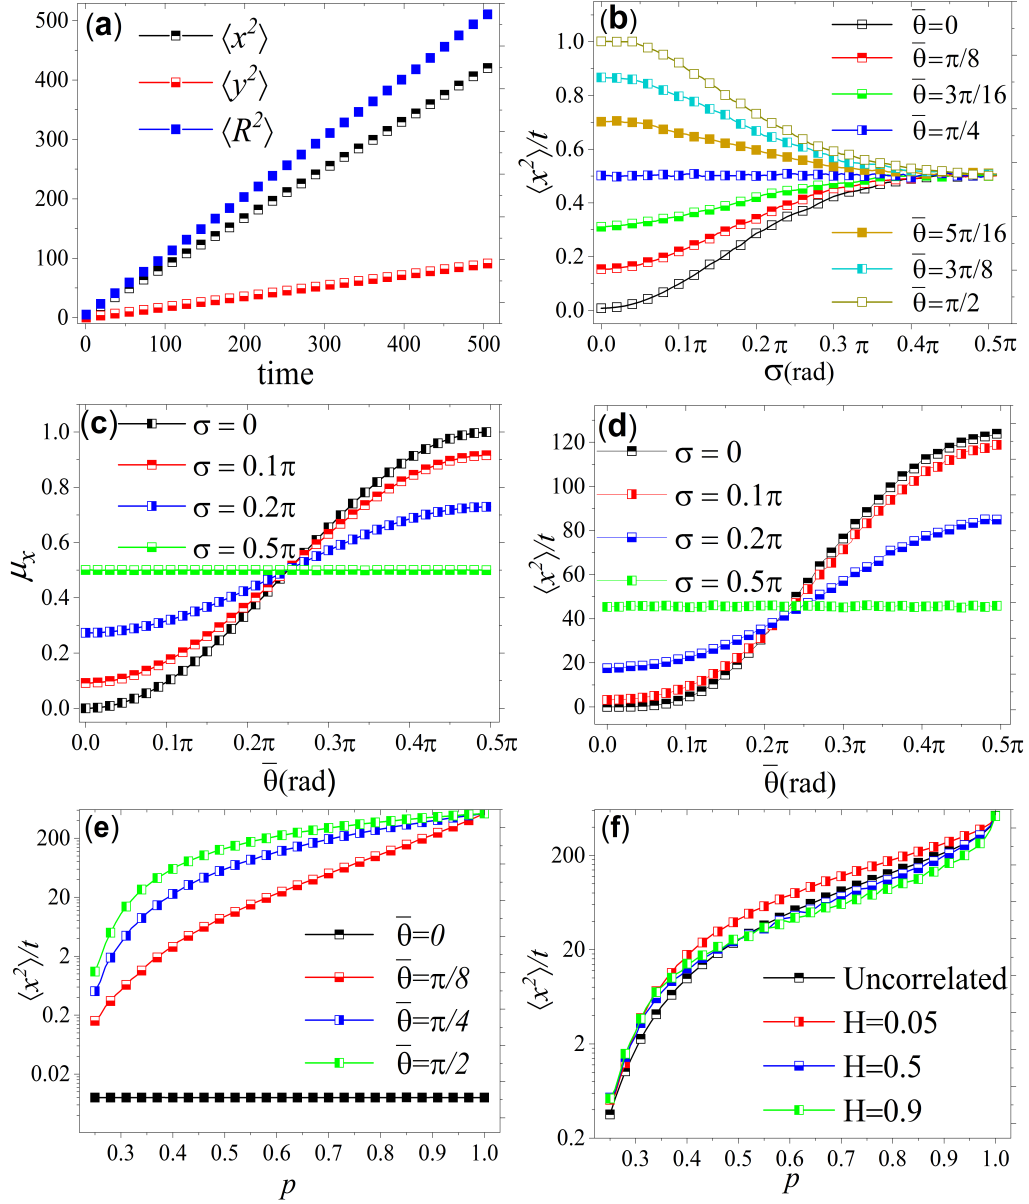 (a)
⟨x²⟩
⟨y²⟩
⟨R²⟩
500
400
300
200
100
0
0 100 200 300 400 500
time
(b)
θ̅=0
θ̅=π/8
θ̅=3π/16
θ̅=π/4
θ̅=5π/16
θ̅=3π/8
θ̅=π/2
⟨x²⟩/t
1.0
0.8
0.6
0.4
0.2
0.0
0.0 0.1π 0.2π 0.3 π 0.4π 0.5π
σ(rad)
(c)
σ = 0
σ = 0.1π
σ = 0.2π
σ = 0.5π
μₓ
1.0
0.8
0.6
0.4
0.2
0.0
0.0 0.1π 0.2π 0.3π 0.4π 0.5π
θ̅(rad)
(d)
σ = 0
σ = 0.1π
σ = 0.2π
σ = 0.5π
⟨x²⟩/t
120
100
80
60
40
20
0
0.0 0.1π 0.2π 0.3π 0.4π 0.5π
θ̅(rad)
(e)
θ̅=0
θ̅=π/8
θ̅=π/4
θ̅=π/2
⟨x²⟩/t
200
20
2
0.2
0.02
0.3 0.4 0.5 0.6 0.7 0.8 0.9 1.0
p
(f)
Uncorrelated
H=0.05
H=0.5
H=0.9
⟨x²⟩/t
200
20
2
0.2
0.3 0.4 0.5 0.6 0.7 0.8 0.9 1.0
p